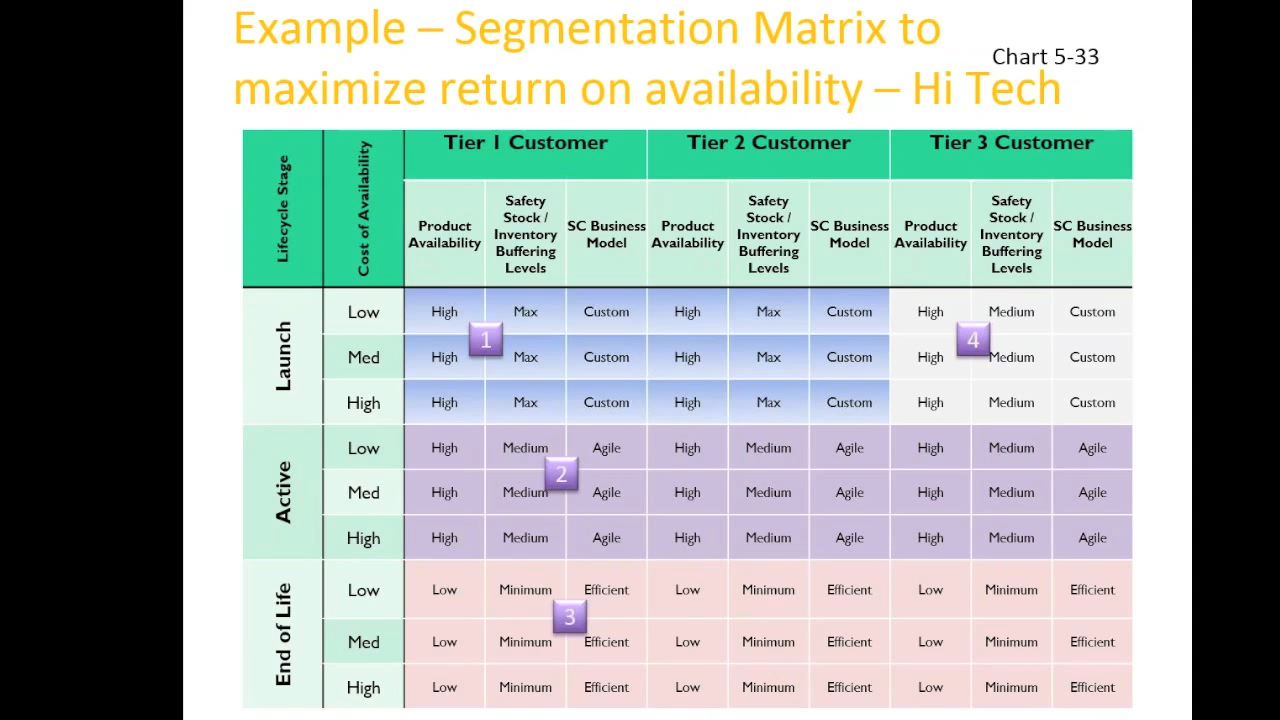 Example – Segmentation Matrix to
Chart 5-33
maximize return on availability – Hi Tech
Lifecycle Stage
Cost of Availability
Tier 1 Customer
Tier 2 Customer
Tier 3 Customer
Product
Availability
Safety
Stock /
Inventory
Buffering
Levels
SC Business
Model
Product
Availability
Safety
Stock /
Inventory
Buffering
Levels
SC Business
Model
Product
Availability
Safety
Stock /
Inventory
Buffering
Levels
SC Business
Model
Launch
Low High Max Custom High Max Custom High Medium Custom
1
4
Med High Max Custom High Max Custom High Medium Custom
High High Max Custom High Max Custom High Medium Custom
Active
Low High Medium Agile High Medium Agile High Medium Agile
2
Med High Medium Agile High Medium Agile High Medium Agile
High High Medium Agile High Medium Agile High Medium Agile
End of Life
Low Low Minimum Efficient Low Minimum Efficient Low Minimum Efficient
3
Med Low Minimum Efficient Low Minimum Efficient Low Minimum Efficient
High Low Minimum Efficient Low Minimum Efficient Low Minimum Efficient